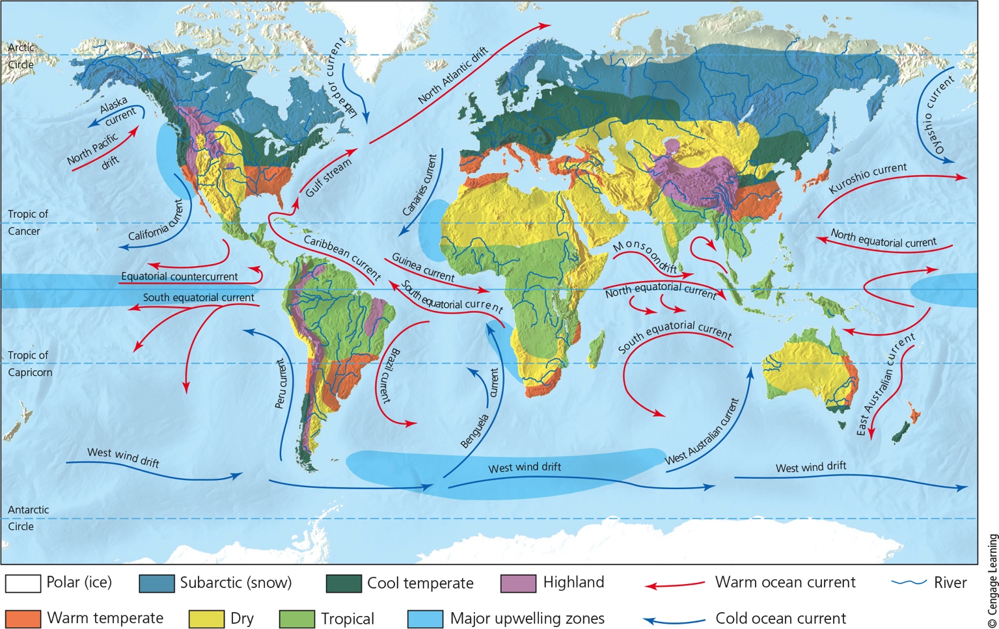 Arctic
Circle
Alaska
current
North Pacific
drift
Labrador current
North Atlantic drift
Oyashio current
Gulf stream
Canaries current
Kuroshio current
Tropic of
Cancer
California current
Caribbean current
Guinea current
Monsoon drift
North equatorial current
Equatorial countercurrent
South equatorial current
South equatorial current
North equatorial current
South equatorial current
Tropic of
Capricorn
Peru current
Brazil current
Benguela current
West Australian current
East Australian current
West wind drift
West wind drift
West wind drift
Antarctic
Circle
Polar (ice)
Subarctic (snow)
Cool temperate
Highland
Warm ocean current
River
Warm temperate
Dry
Tropical
Major upwelling zones
Cold ocean current
© Cengage Learning